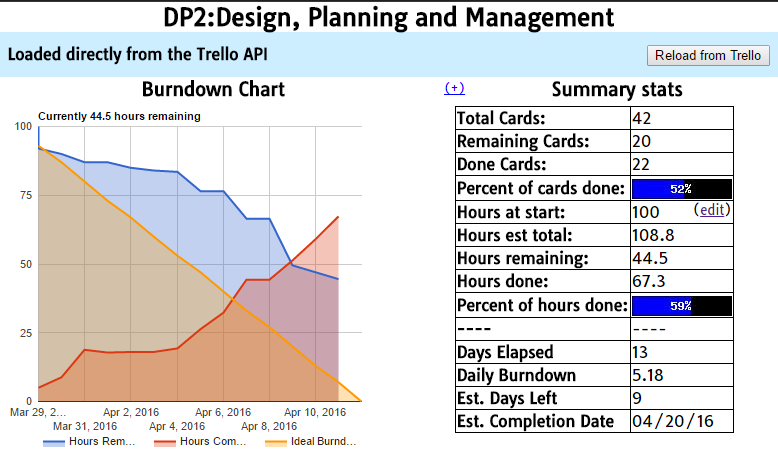 DP2:Design, Planning and Management
Loaded directly from the Trello API
Reload from Trello
Burndown Chart
Currently 44.5 hours remaining
100
75
50
25
0
Mar 29, 2...
Mar 31, 2016
Apr 2, 2016
Apr 4, 2016
Apr 6, 2016
Apr 8, 2016
Apr 10, 2016
Hours Rem...
Hours Com...
Ideal Burnd...
(+)
Summary stats
Total Cards: 42
Remaining Cards: 20
Done Cards: 22
Percent of cards done: 52%
Hours at start: 100 (edit)
Hours est total: 108.8
Hours remaining: 44.5
Hours done: 67.3
Percent of hours done: 59%
---- ----
Days Elapsed 13
Daily Burndown 5.18
Est. Days Left 9
Est. Completion Date 04/20/16